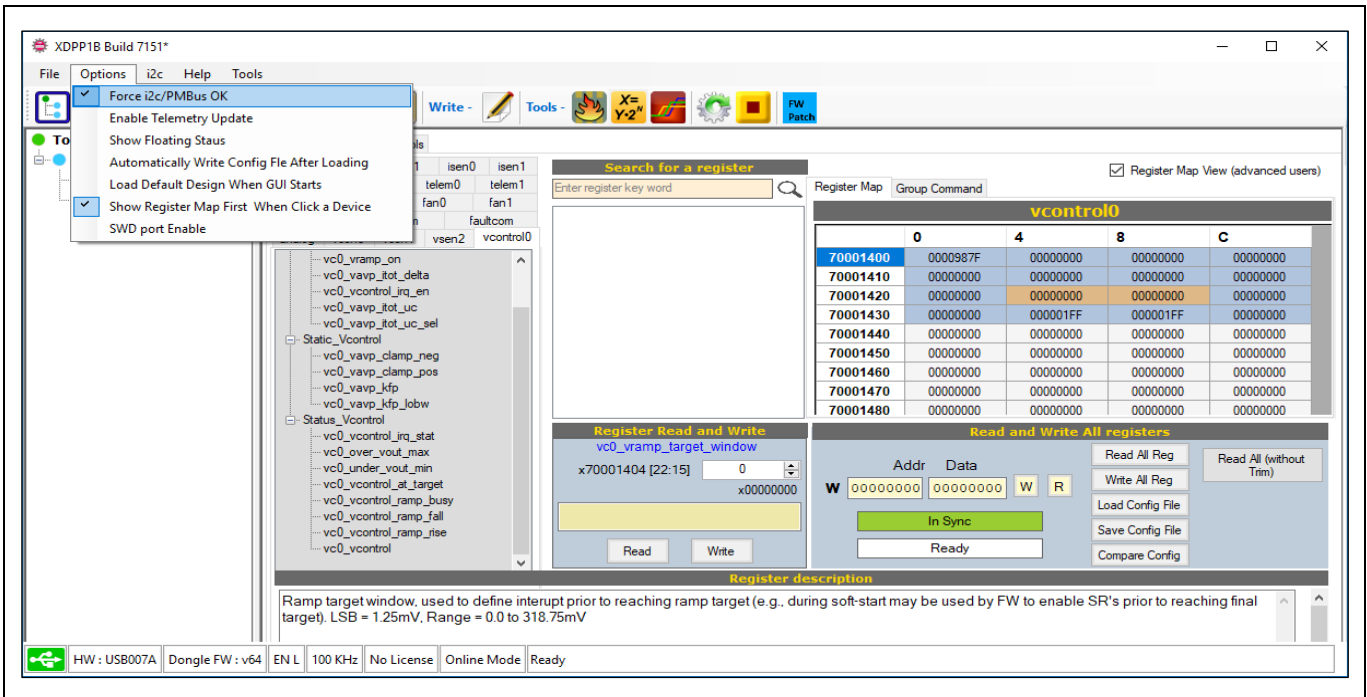 XDPP1B Build 7151*
File Options i2c Help Tools
Force i2c/PMBus OK
Enable Telemetry Update
Show Floating Staus
Automatically Write Config Fle After Loading
Load Default Design When GUI Starts
Show Register Map First When Click a Device
SWD port Enable
Write - Tools - X= Y·2ᴺ FW Patch
To
ls
1 isen0 isen1
telem0 telem1
fan0 fan1
faultcom
vsen2 vcontrol0
vc0_vramp_on
vc0_vavp_itot_delta
vc0_vcontrol_irq_en
vc0_vavp_itot_uc
vc0_vavp_itot_uc_sel
Static_Vcontrol
vc0_vavp_clamp_neg
vc0_vavp_clamp_pos
vc0_vavp_kfp
vc0_vavp_kfp_lobw
Status_Vcontrol
vc0_vcontrol_irq_stat
vc0_over_vout_max
vc0_under_vout_min
vc0_vcontrol_at_target
vc0_vcontrol_ramp_busy
vc0_vcontrol_ramp_fall
vc0_vcontrol_ramp_rise
vc0_vcontrol
Search for a register
Enter register key word
Register Map View (advanced users)
Register Map Group Command
vcontrol0
0 4 8 C
70001400 0000987F 00000000 00000000 00000000
70001410 00000000 00000000 00000000 00000000
70001420 00000000 00000000 00000000 00000000
70001430 00000000 000001FF 000001FF 00000000
70001440 00000000 00000000 00000000 00000000
70001450 00000000 00000000 00000000 00000000
70001460 00000000 00000000 00000000 00000000
70001470 00000000 00000000 00000000 00000000
70001480 00000000 00000000 00000000 00000000
Register Read and Write
vc0_vramp_target_window
x70001404 [22:15] 0
x00000000
Read Write
Read and Write All registers
Addr Data
W 00000000 00000000 W R
In Sync
Ready
Read All Reg
Write All Reg
Load Config File
Save Config File
Compare Config
Read All (without
Trim)
Register description
Ramp target window, used to define interupt prior to reaching ramp target (e.g., during soft-start may be used by FW to enable SR's prior to reaching final
target). LSB = 1.25mV, Range = 0.0 to 318.75mV
HW : USB007A Dongle FW : v64 EN L 100 KHz No License Online Mode Ready